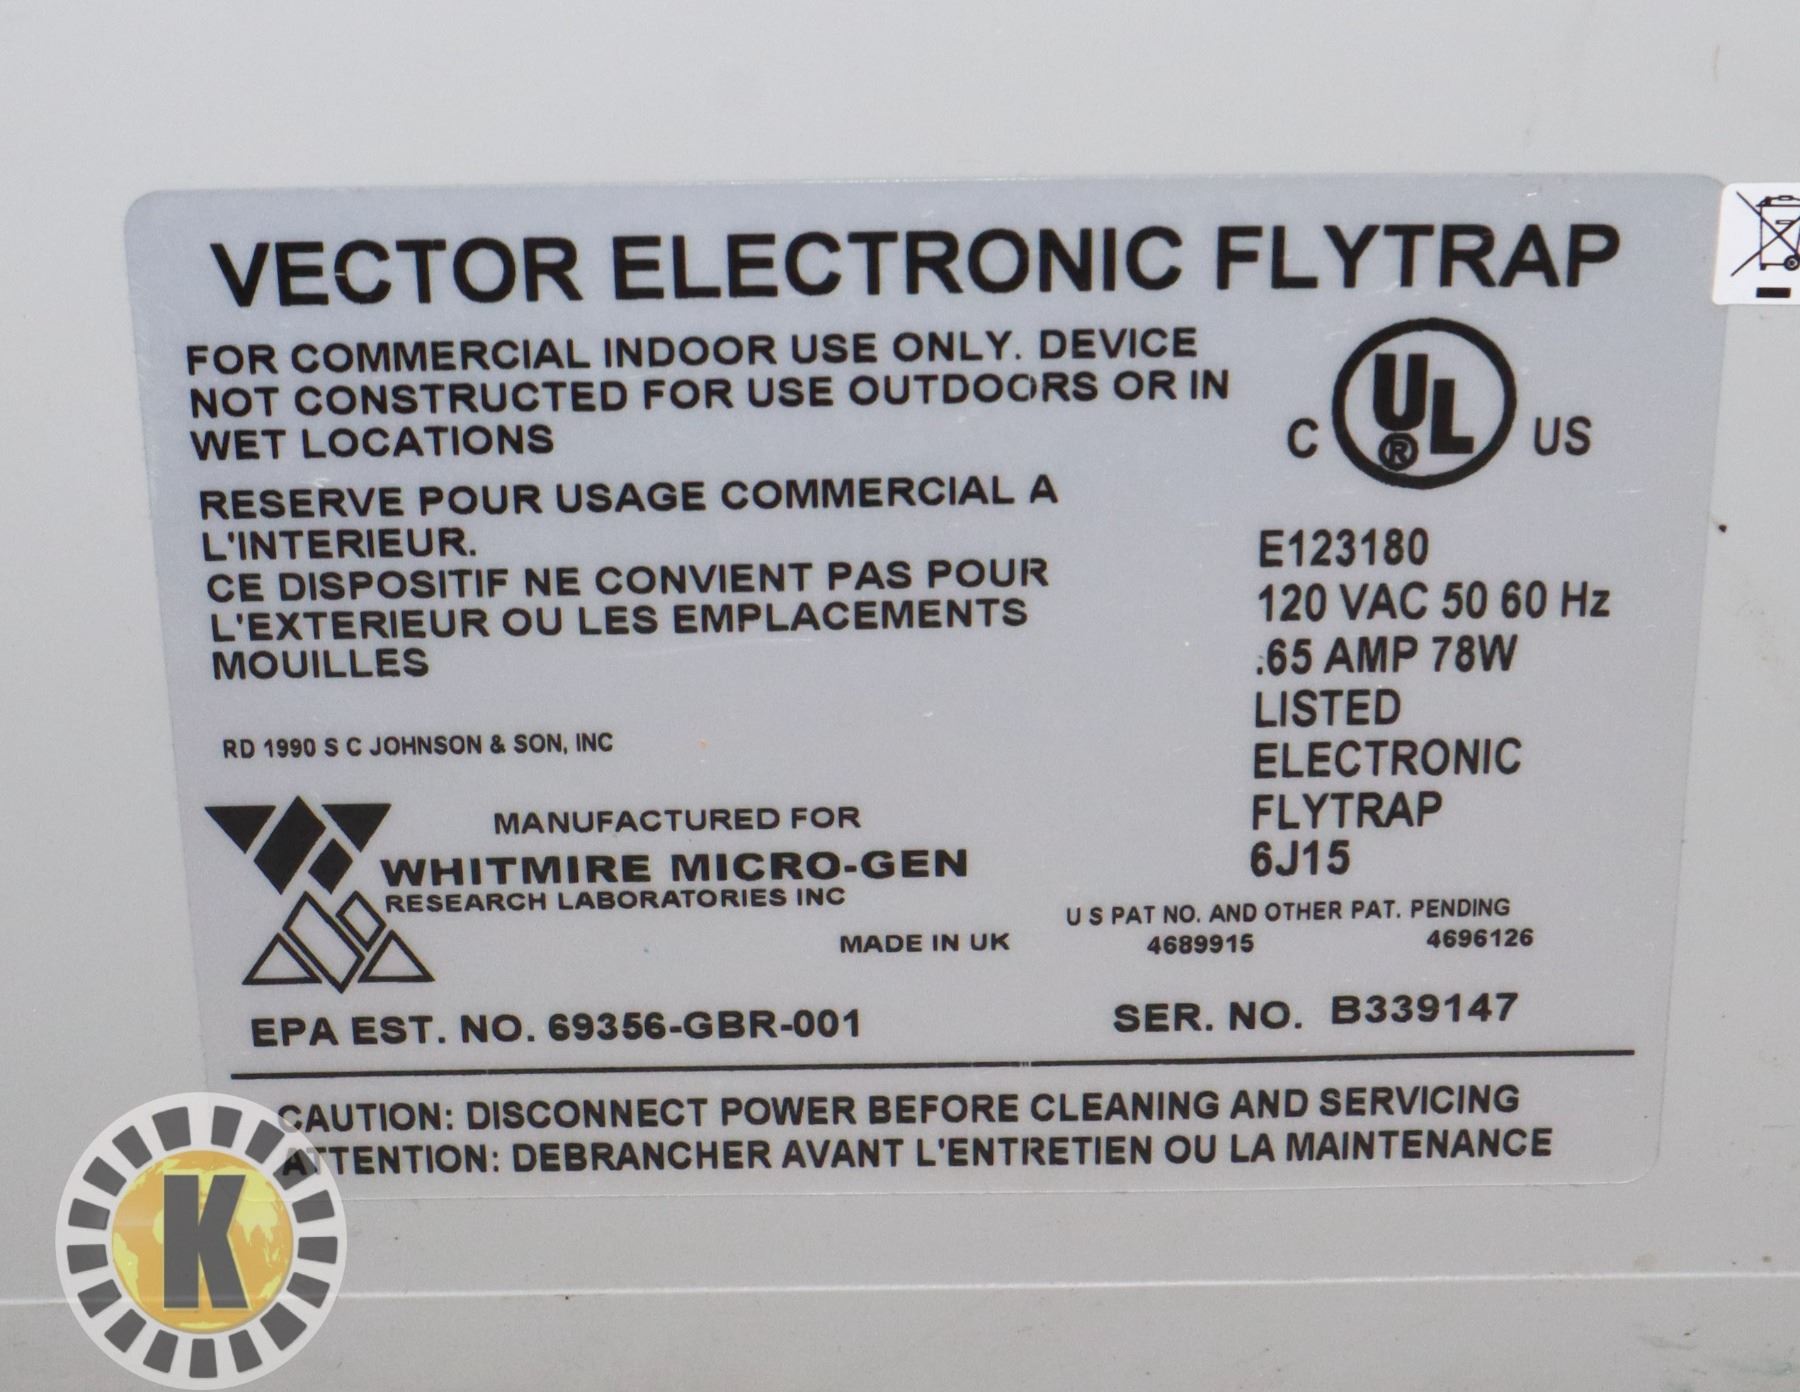 VECTOR ELECTRONIC FLYTRAP
FOR COMMERCIAL INDOOR USE ONLY. DEVICE
NOT CONSTRUCTED FOR USE OUTDOORS OR IN
WET LOCATIONS
RESERVE POUR USAGE COMMERCIAL A
L'INTERIEUR.
CE DISPOSITIF NE CONVIENT PAS POUR
L'EXTERIEUR OU LES EMPLACEMENTS
MOUILLES
RD 1990 S C JOHNSON & SON, INC
MANUFACTURED FOR
WHITMIRE MICRO-GEN
RESEARCH LABORATORIES INC
MADE IN UK
EPA EST. NO. 69356-GBR-001
C UL ® US
E123180
120 VAC 50 60 Hz
.65 AMP 78W
LISTED
ELECTRONIC
FLYTRAP
6J15
U S PAT NO. AND OTHER PAT. PENDING
4689915 4696126
SER. NO. B339147
CAUTION: DISCONNECT POWER BEFORE CLEANING AND SERVICING
ATTENTION: DEBRANCHER AVANT L'ENTRETIEN OU LA MAINTENANCE
K